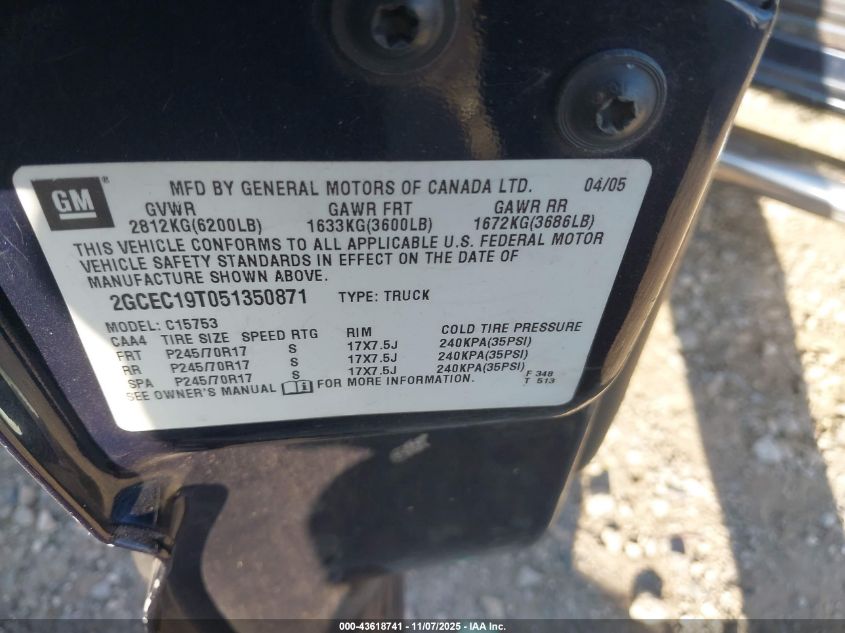 GM® MFD BY GENERAL MOTORS OF CANADA LTD. 04/05
GVWR GAWR FRT GAWR RR
2812KG(6200LB) 1633KG(3600LB) 1672KG(3686LB)
THIS VEHICLE CONFORMS TO ALL APPLICABLE U.S. FEDERAL MOTOR
VEHICLE SAFETY STANDARDS IN EFFECT ON THE DATE OF
MANUFACTURE SHOWN ABOVE.
2GCEC19T051350871 TYPE: TRUCK
MODEL: C15753
CAA4 TIRE SIZE SPEED RTG RIM COLD TIRE PRESSURE
FRT P245/70R17 S 17X7.5J 240KPA(35PSI)
RR P245/70R17 S 17X7.5J 240KPA(35PSI)
SPA P245/70R17 S 17X7.5J 240KPA(35PSI)
SEE OWNER'S MANUAL FOR MORE INFORMATION.
F 348
T 513
000-43618741 - 11/07/2025 - IAA Inc.